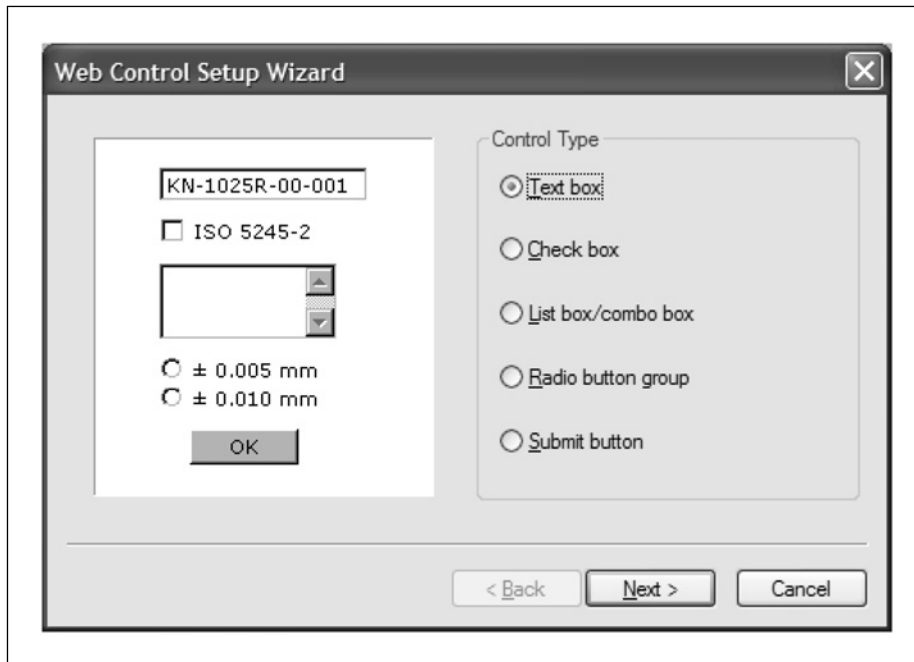 Web Control Setup Wizard
KN-1025R-00-001
ISO 5245-2
± 0.005 mm
± 0.010 mm
OK
Control Type
Text box
Check box
List box/combo box
Radio button group
Submit button
< Back
Next >
Cancel